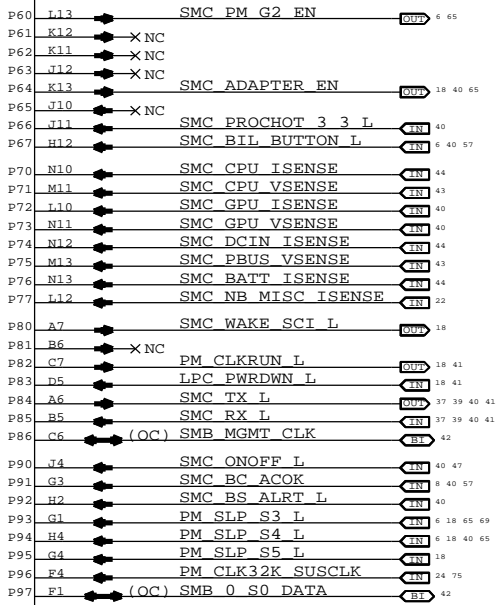 P60 L13 SMC_PM_G2_EN OUT 6 65
P61 K12 NC
P62 K11 NC
P63 J12 NC
P64 K13 SMC_ADAPTER_EN OUT 18 40 65
P65 J10 NC
P66 J11 SMC_PROCHOT_3_3_L IN 40
P67 H12 SMC_BIL_BUTTON_L IN 6 40 57
P70 N10 SMC_CPU_ISENSE IN 44
P71 M11 SMC_CPU_VSENSE IN 43
P72 L10 SMC_GPU_ISENSE IN 40
P73 N11 SMC_GPU_VSENSE IN 40
P74 N12 SMC_DCIN_ISENSE IN 44
P75 M13 SMC_PBUS_VSENSE IN 43
P76 N13 SMC_BATT_ISENSE IN 44
P77 L12 SMC_NB_MISC_ISENSE IN 22
P80 A7 SMC_WAKE_SCI_L OUT 18
P81 B6 NC
P82 C7 PM_CLKRUN_L OUT 18 41
P83 D5 LPC_PWRDWN_L IN 18 41
P84 A6 SMC_TX_L OUT 37 39 40 41
P85 B5 SMC_RX_L IN 37 39 40 41
P86 C6 (OC) SMB_MGMT_CLK BI 42
P90 J4 SMC_ONOFF_L IN 40 47
P91 G3 SMC_BC_ACOK IN 8 40 57
P92 H2 SMC_BS_ALRT_L IN 40
P93 G1 PM_SLP_S3_L IN 6 18 65 69
P94 H4 PM_SLP_S4_L IN 6 18 40 65
P95 G4 PM_SLP_S5_L IN 18
P96 F4 PM_CLK32K_SUSCLK IN 24 75
P97 F1 (OC) SMB_0_S0_DATA BI 42